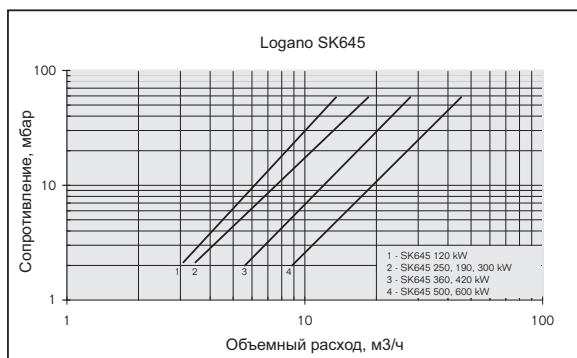 Logano SK645
Сопротивление, мбар
100
10
1
1 2 3 4
1 - SK645 120 kW
2 - SK645 250, 190, 300 kW
3 - SK645 360, 420 kW
4 - SK645 500, 600 kW
1 10 100
Объемный расход, м3/ч